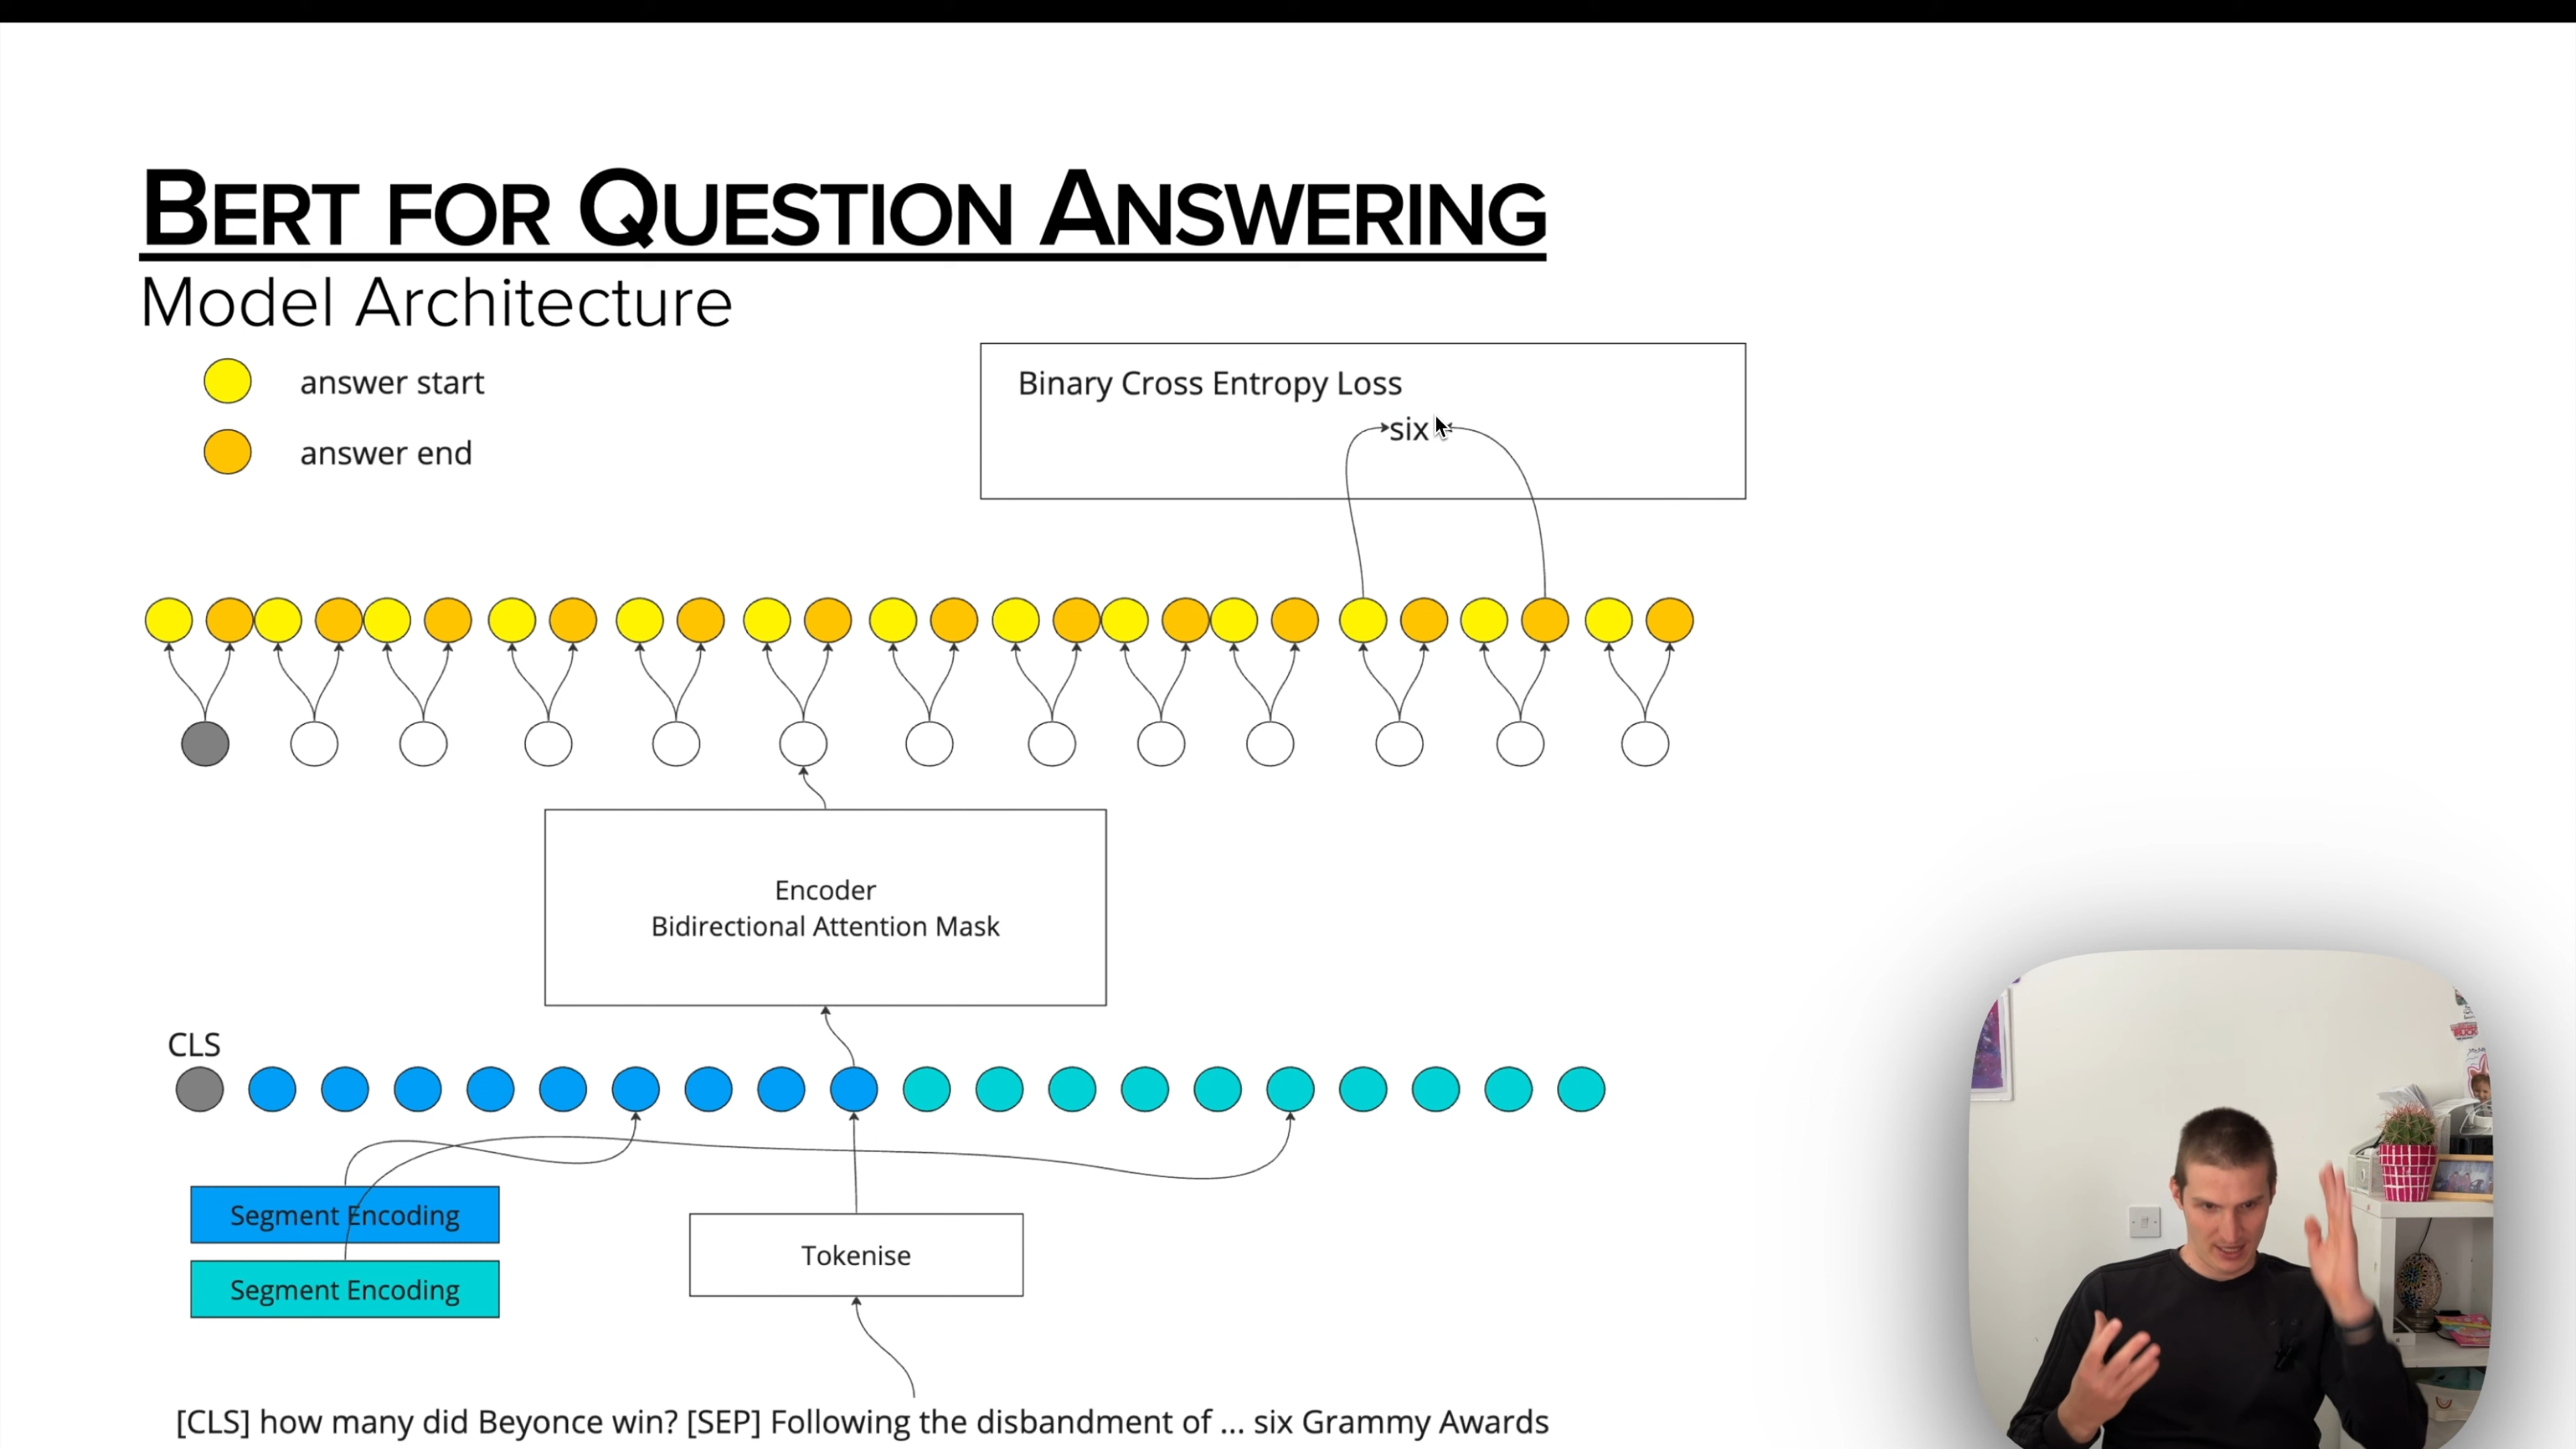 BERT FOR QUESTION ANSWERING
Model Architecture
answer start
answer end
Binary Cross Entropy Loss
six
Encoder
Bidirectional Attention Mask
CLS
Segment Encoding
Segment Encoding
Tokenise
[CLS] how many did Beyonce win? [SEP] Following the disbandment of ... six Grammy Awards